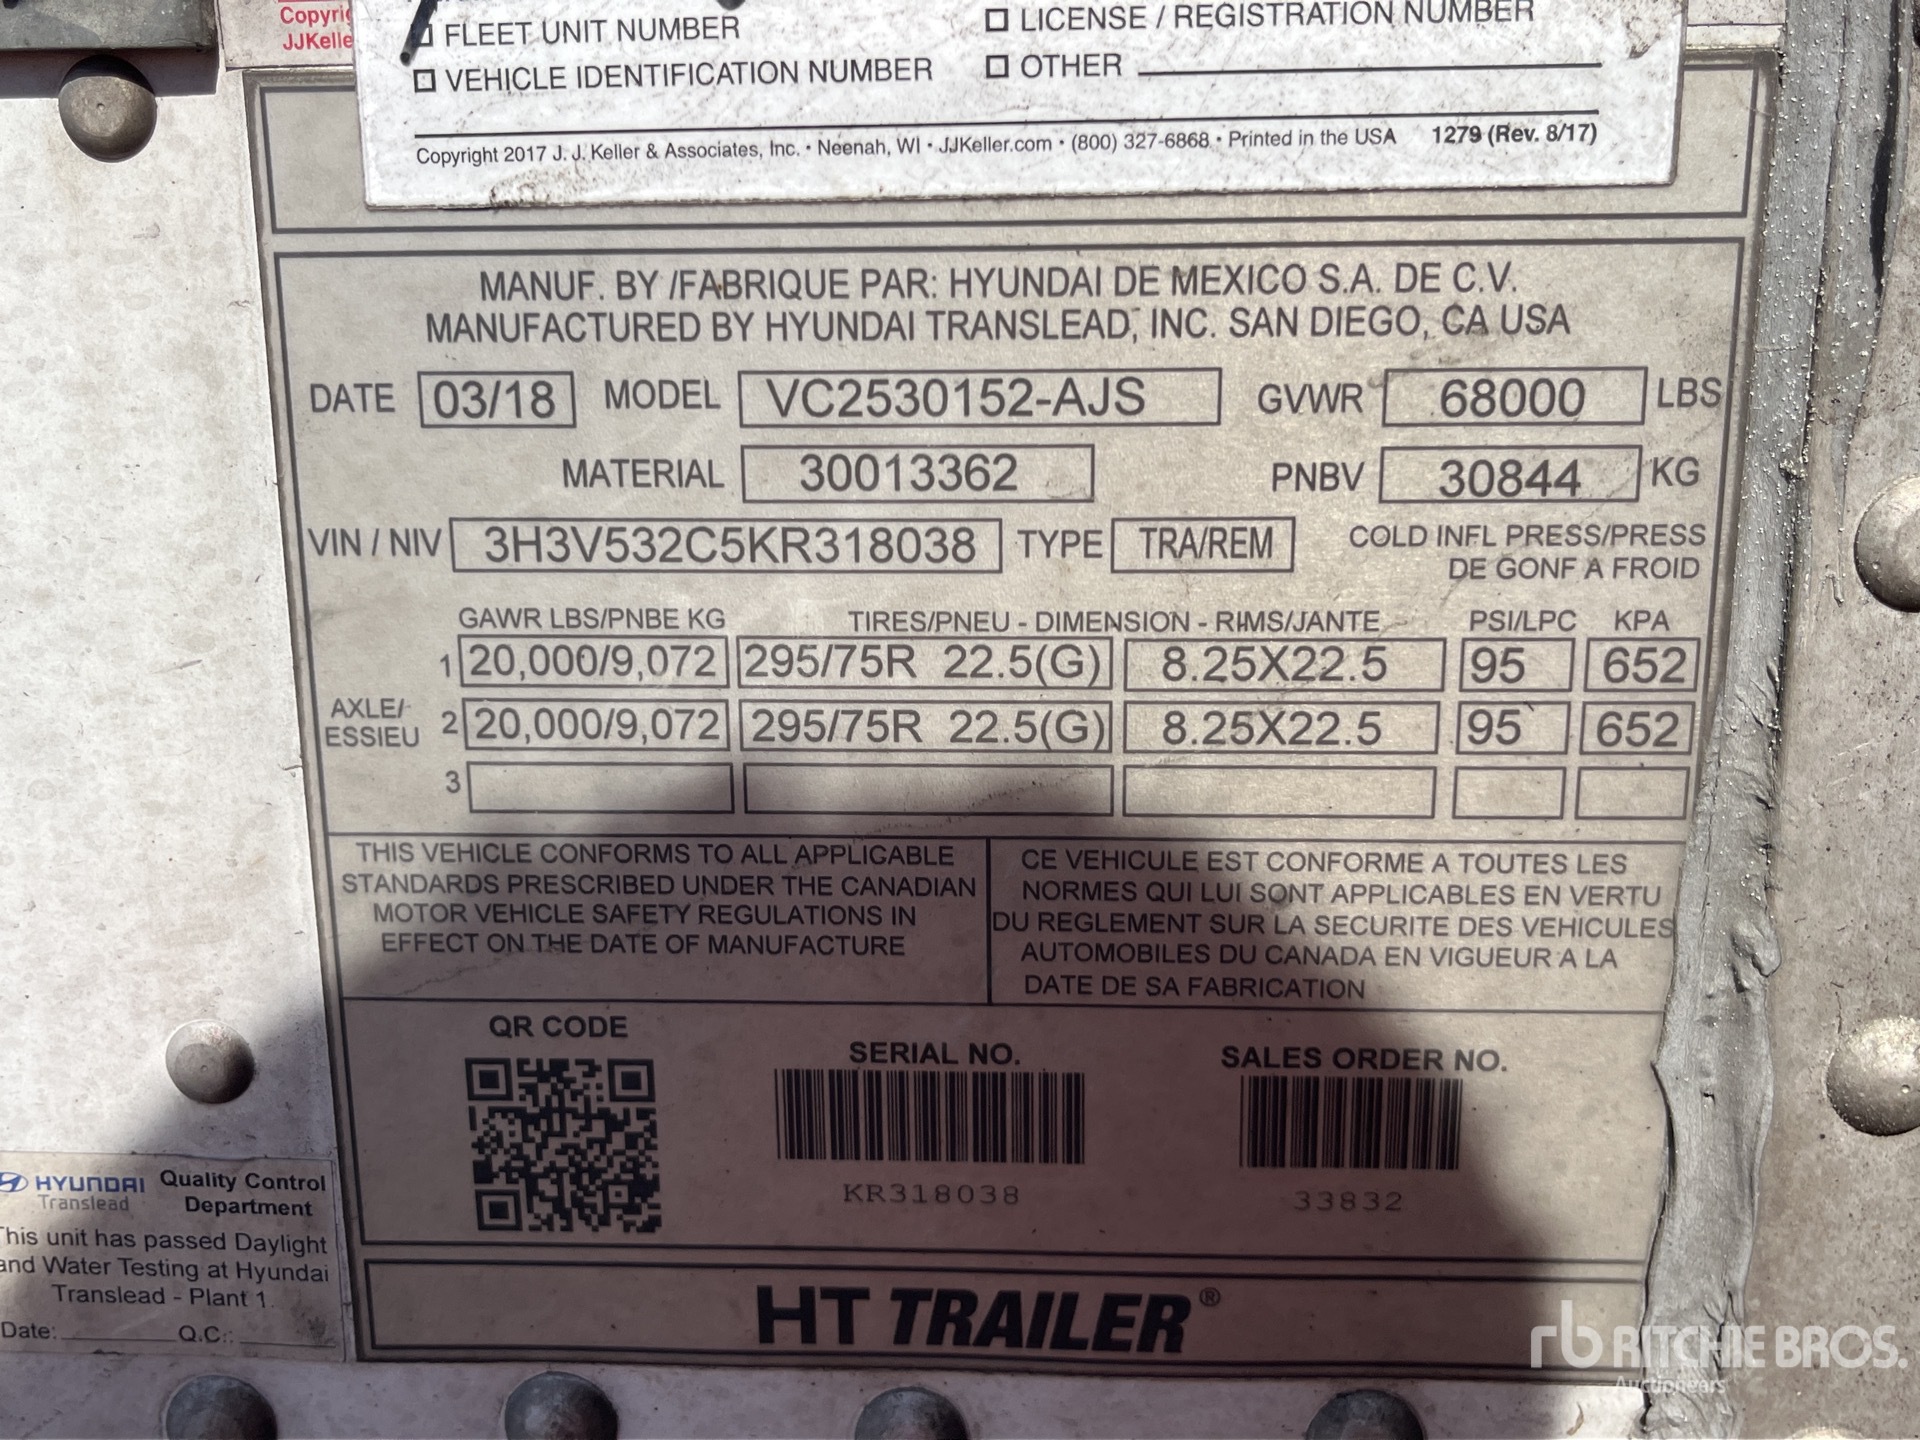 Copyri
JJKelle
FLEET UNIT NUMBER
LICENSE / REGISTRATION NUMBER
VEHICLE IDENTIFICATION NUMBER
OTHER
Copyright 2017 J. J. Keller & Associates, Inc. • Neenah, WI • JJKeller.com • (800) 327-6868 • Printed in the USA 1279 (Rev. 8/17)
MANUF. BY /FABRIQUE PAR: HYUNDAI DE MEXICO S.A. DE C.V.
MANUFACTURED BY HYUNDAI TRANSLEAD, INC. SAN DIEGO, CA USA
DATE 03/18 MODEL VC2530152-AJS GVWR 68000 LBS
MATERIAL 30013362 PNBV 30844 KG
VIN / NIV 3H3V532C5KR318038 TYPE TRA/REM COLD INFL PRESS/PRESS
DE GONF A FROID
GAWR LBS/PNBE KG TIRES/PNEU - DIMENSION - RIMS/JANTE PSI/LPC KPA
1 20,000/9,072 295/75R 22.5(G) 8.25X22.5 95 652
AXLE/
ESSIEU
2 20,000/9,072 295/75R 22.5(G) 8.25X22.5 95 652
3
THIS VEHICLE CONFORMS TO ALL APPLICABLE
STANDARDS PRESCRIBED UNDER THE CANADIAN
MOTOR VEHICLE SAFETY REGULATIONS IN
EFFECT ON THE DATE OF MANUFACTURE
CE VEHICULE EST CONFORME A TOUTES LES
NORMES QUI LUI SONT APPLICABLES EN VERTU
DU REGLEMENT SUR LA SECURITE DES VEHICULES
AUTOMOBILES DU CANADA EN VIGUEUR A LA
DATE DE SA FABRICATION
QR CODE
SERIAL NO.
KR318038
SALES ORDER NO.
33832
HYUNDAI
Translead
Quality Control
Department
This unit has passed Daylight
and Water Testing at Hyundai
Translead - Plant 1
Date: Q.C.:
HT TRAILER®
rb RITCHIE BROS.
Auctioneers